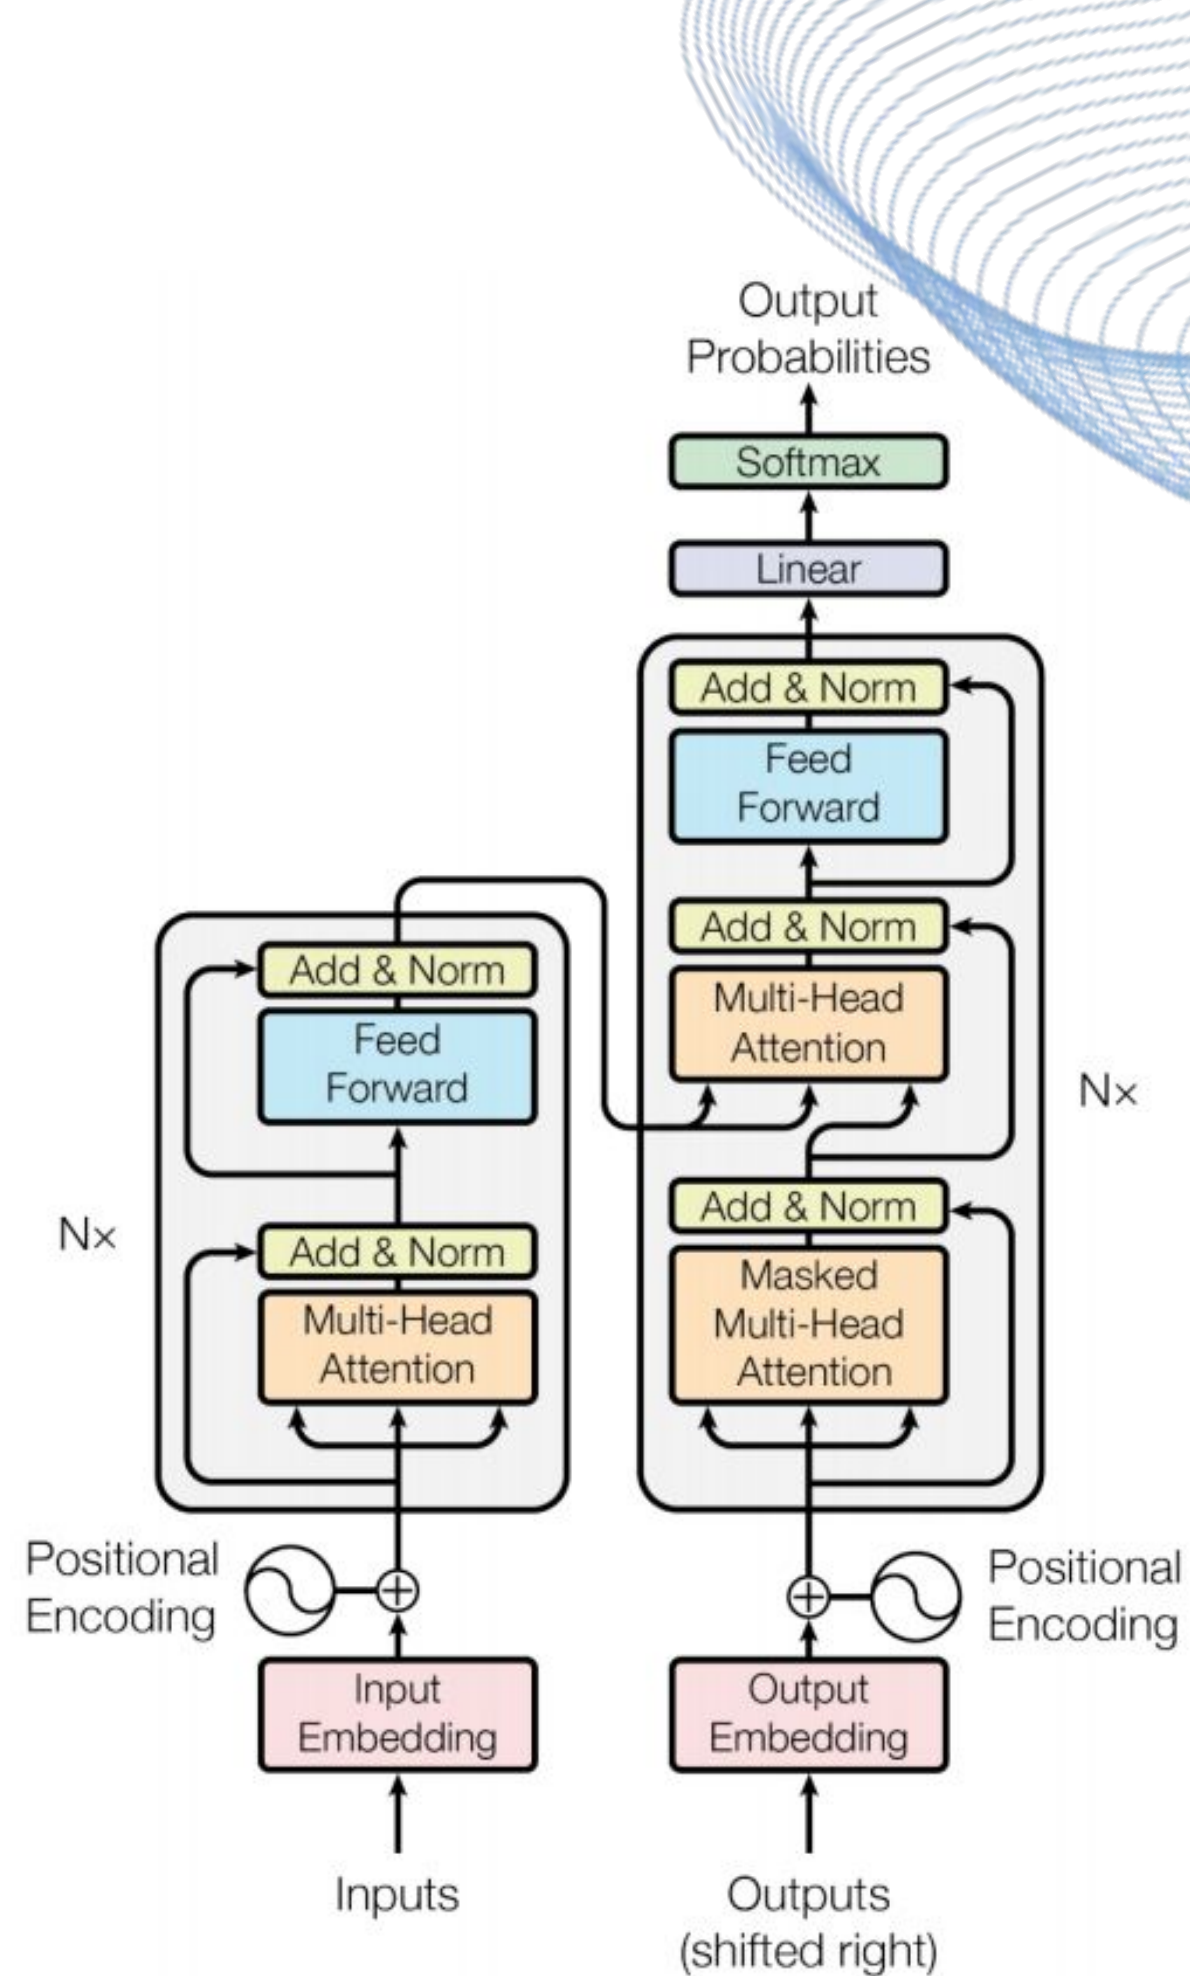 Output
Probabilities
Softmax
Linear
Add & Norm
Feed
Forward
Add & Norm
Multi-Head
Attention
Nx
Add & Norm
Masked
Multi-Head
Attention
Add & Norm
Feed
Forward
Nx
Add & Norm
Multi-Head
Attention
Positional
Encoding
Positional
Encoding
Input
Embedding
Output
Embedding
Inputs
Outputs
(shifted right)